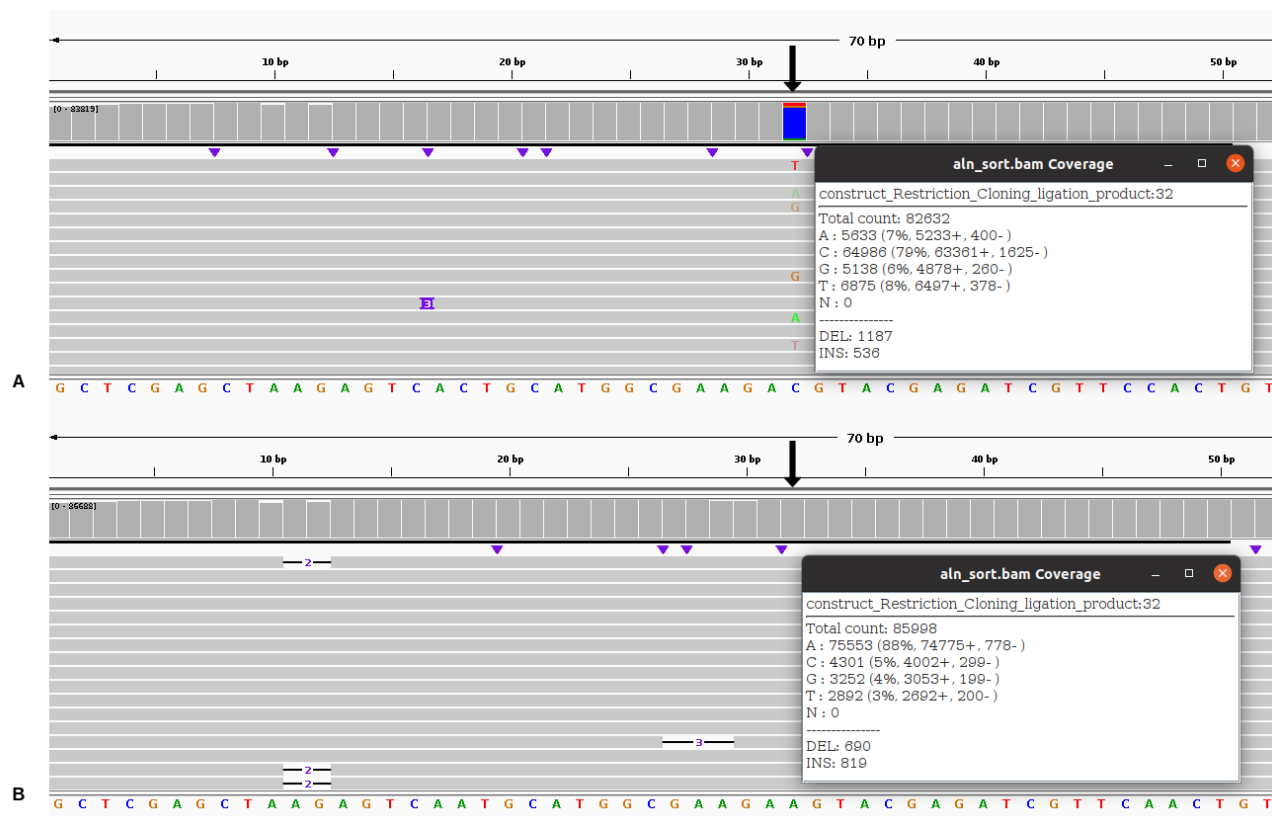 70 bp
10 bp 20 bp 30 bp 40 bp 50 bp
[0 - 83819]
T
A
G
G
3
A
T
aln_sort.bam Coverage
construct_Restriction_Cloning_ligation_product:32
Total count: 82632
A : 5633 (7%, 5233+, 400- )
C : 64986 (79%, 63361+, 1625- )
G : 5138 (6%, 4878+, 260- )
T : 6875 (8%, 6497+, 378- )
N : 0
---------------
DEL: 1187
INS: 536
A
G C T C G A G C T A A G A G T C A C T G C A T G G C G A A G A C G T A C G A G A T C G T T C C A C T G T
70 bp
10 bp 20 bp 30 bp 40 bp 50 bp
[0 - 86688]
2
3
2
2
aln_sort.bam Coverage
construct_Restriction_Cloning_ligation_product:32
Total count: 85998
A : 75553 (88%, 74775+, 778- )
C : 4301 (5%, 4002+, 299- )
G : 3252 (4%, 3053+, 199- )
T : 2892 (3%, 2692+, 200- )
N : 0
---------------
DEL: 690
INS: 819
B
G C T C G A G C T A A G A G T C A A T G C A T G G C G A A G A A G T A C G A G A T C G T T C A A C T G T